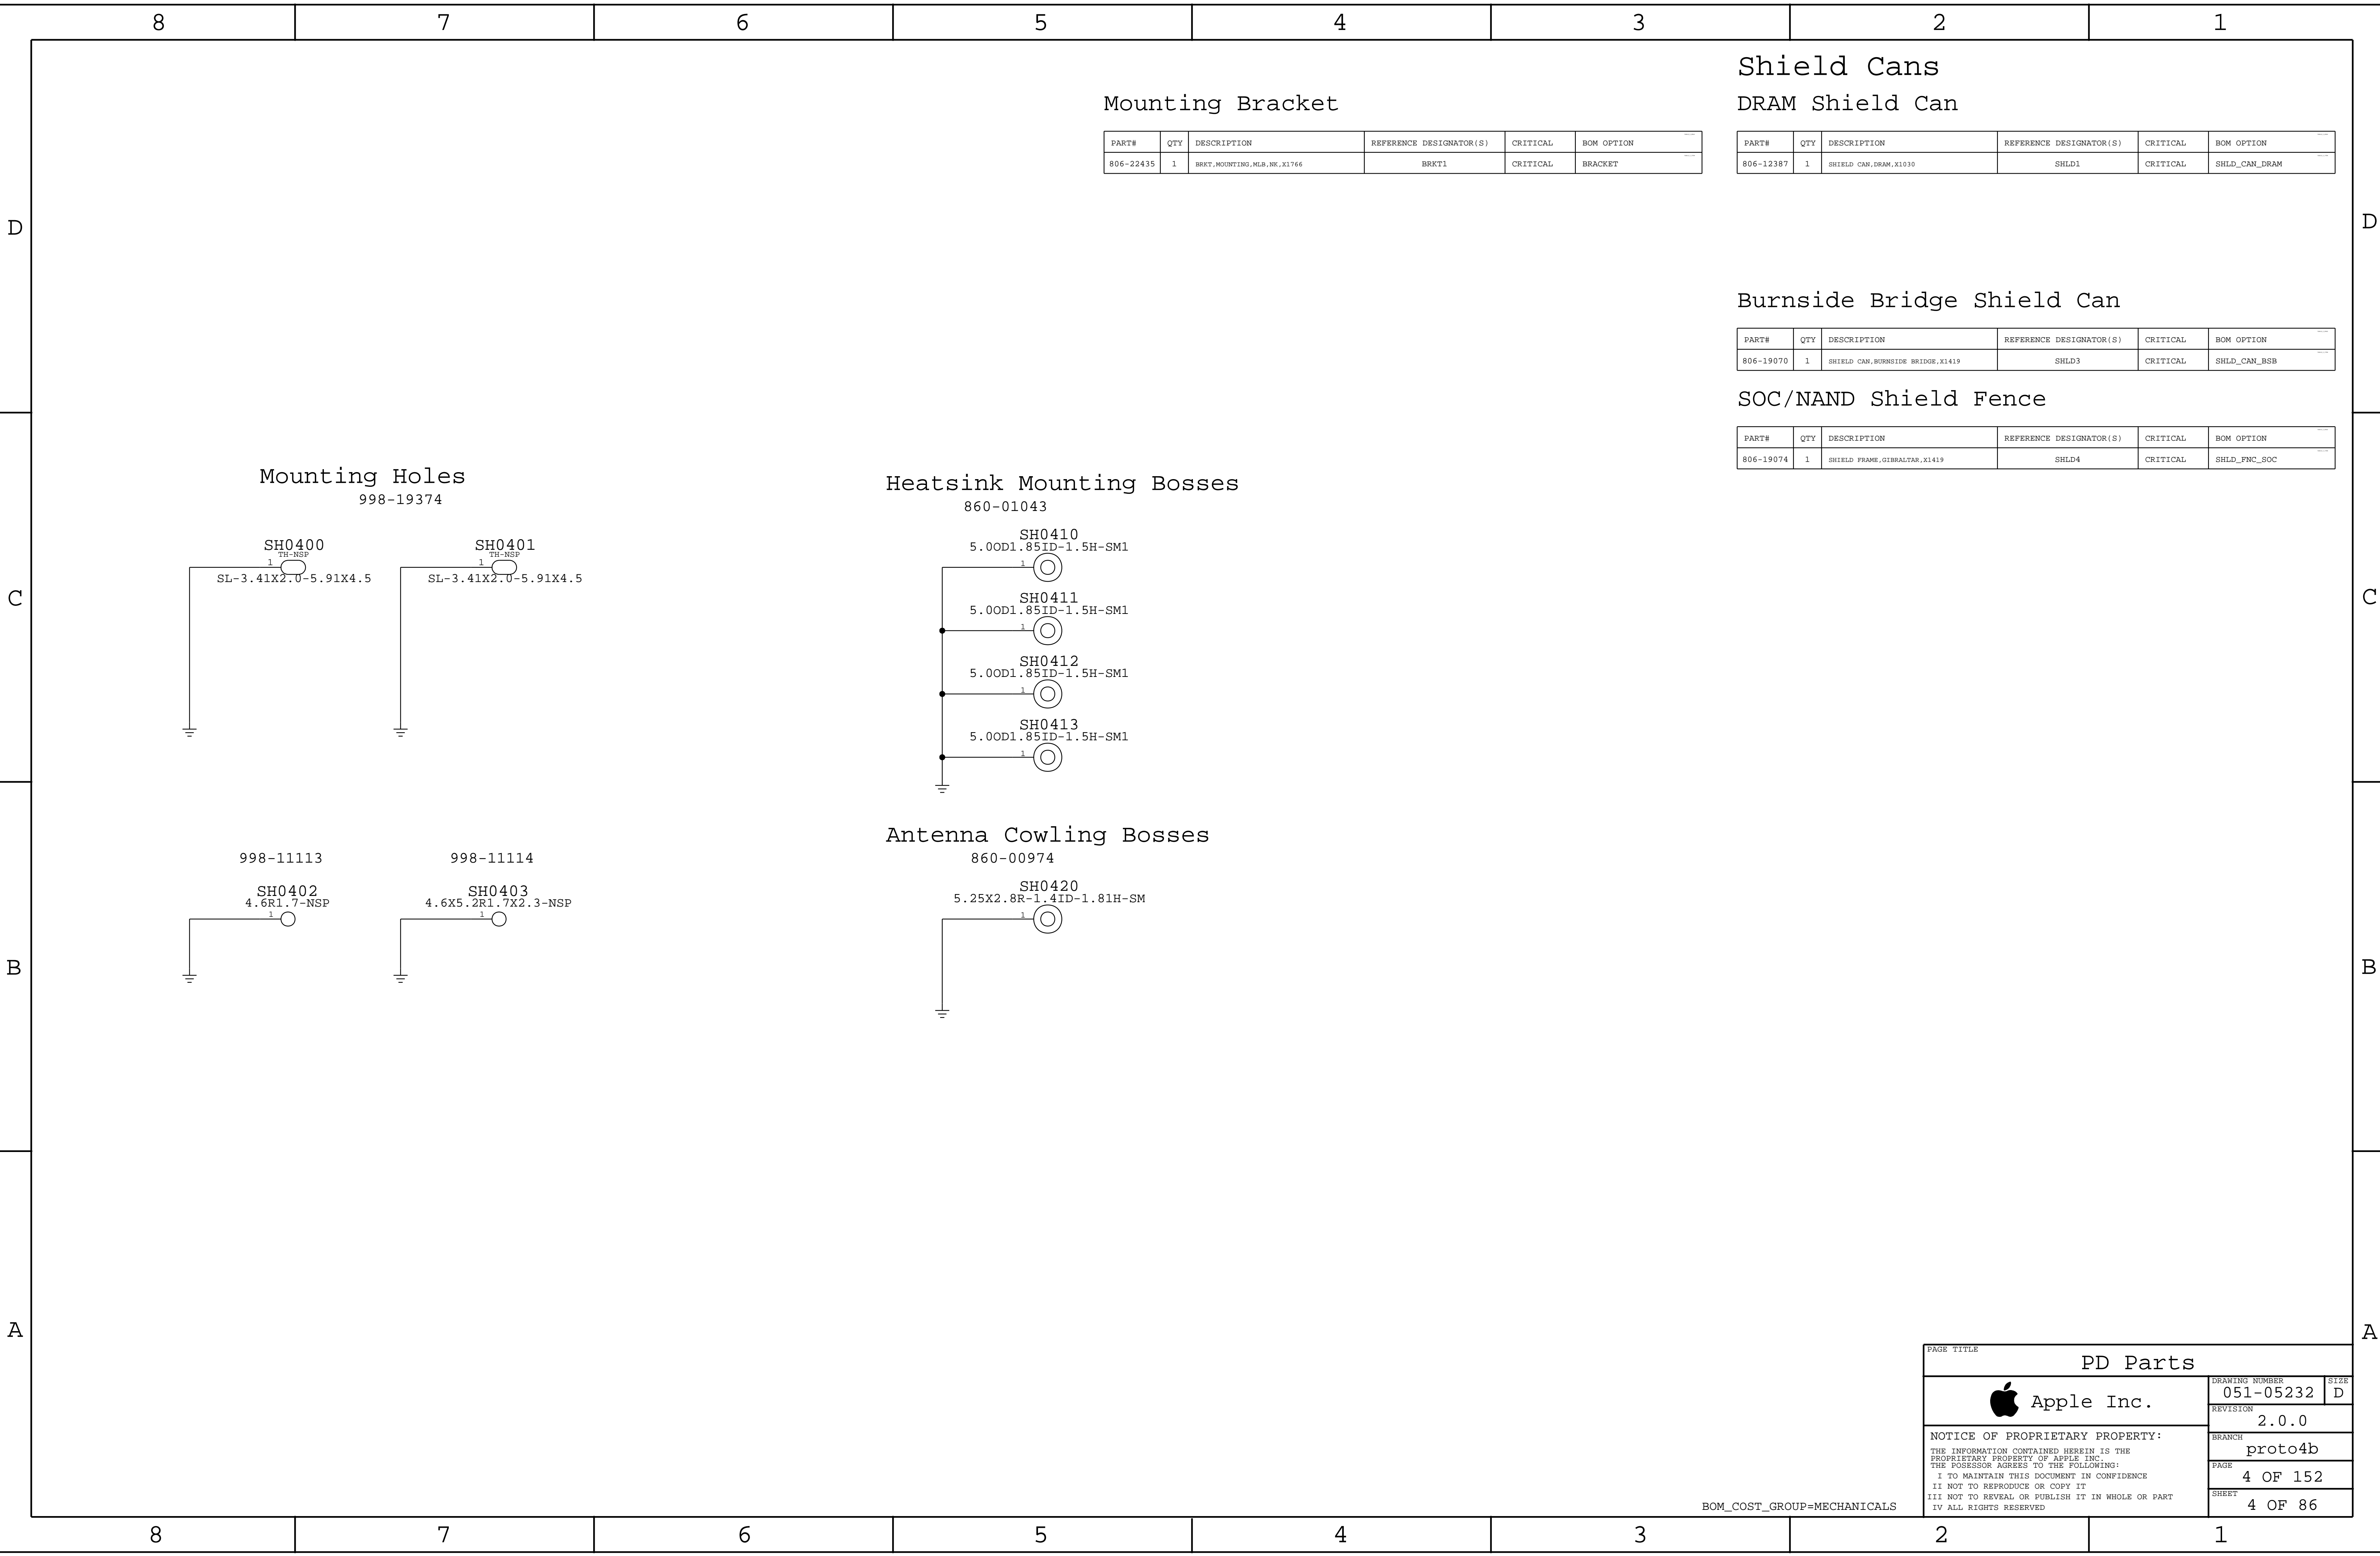 8 7 6 5 4 3 2 1
Shield Cans
Mounting Bracket
PART# QTY DESCRIPTION REFERENCE DESIGNATOR(S) CRITICAL BOM OPTION
806-22435 1 BRKT,MOUNTING,MLB,NK,X1766 BRKT1 CRITICAL BRACKET
DRAM Shield Can
PART# QTY DESCRIPTION REFERENCE DESIGNATOR(S) CRITICAL BOM OPTION
806-12387 1 SHIELD CAN,DRAM,X1030 SHLD1 CRITICAL SHLD_CAN_DRAM
D D
Burnside Bridge Shield Can
PART# QTY DESCRIPTION REFERENCE DESIGNATOR(S) CRITICAL BOM OPTION
806-19070 1 SHIELD CAN,BURNSIDE BRIDGE,X1419 SHLD3 CRITICAL SHLD_CAN_BSB
SOC/NAND Shield Fence
PART# QTY DESCRIPTION REFERENCE DESIGNATOR(S) CRITICAL BOM OPTION
806-19074 1 SHIELD FRAME,GIBRALTAR,X1419 SHLD4 CRITICAL SHLD_FNC_SOC
Mounting Holes
998-19374
SH0400
TH-NSP
1
SL-3.41X2.0-5.91X4.5
SH0401
TH-NSP
1
SL-3.41X2.0-5.91X4.5
Heatsink Mounting Bosses
860-01043
SH0410
5.0OD1.85ID-1.5H-SM1
1
SH0411
5.0OD1.85ID-1.5H-SM1
1
SH0412
5.0OD1.85ID-1.5H-SM1
1
SH0413
5.0OD1.85ID-1.5H-SM1
1
C C
998-11113
SH0402
4.6R1.7-NSP
1
998-11114
SH0403
4.6X5.2R1.7X2.3-NSP
1
Antenna Cowling Bosses
860-00974
SH0420
5.25X2.8R-1.4ID-1.81H-SM
1
B B
A A
PAGE TITLE
PD Parts
Apple Inc.
DRAWING NUMBER
051-05232
SIZE
D
REVISION
2.0.0
NOTICE OF PROPRIETARY PROPERTY:
THE INFORMATION CONTAINED HEREIN IS THE
PROPRIETARY PROPERTY OF APPLE INC.
THE POSESSOR AGREES TO THE FOLLOWING:
I TO MAINTAIN THIS DOCUMENT IN CONFIDENCE
II NOT TO REPRODUCE OR COPY IT
III NOT TO REVEAL OR PUBLISH IT IN WHOLE OR PART
IV ALL RIGHTS RESERVED
BRANCH
proto4b
PAGE
4 OF 152
SHEET
4 OF 86
BOM_COST_GROUP=MECHANICALS
8 7 6 5 4 3 2 1